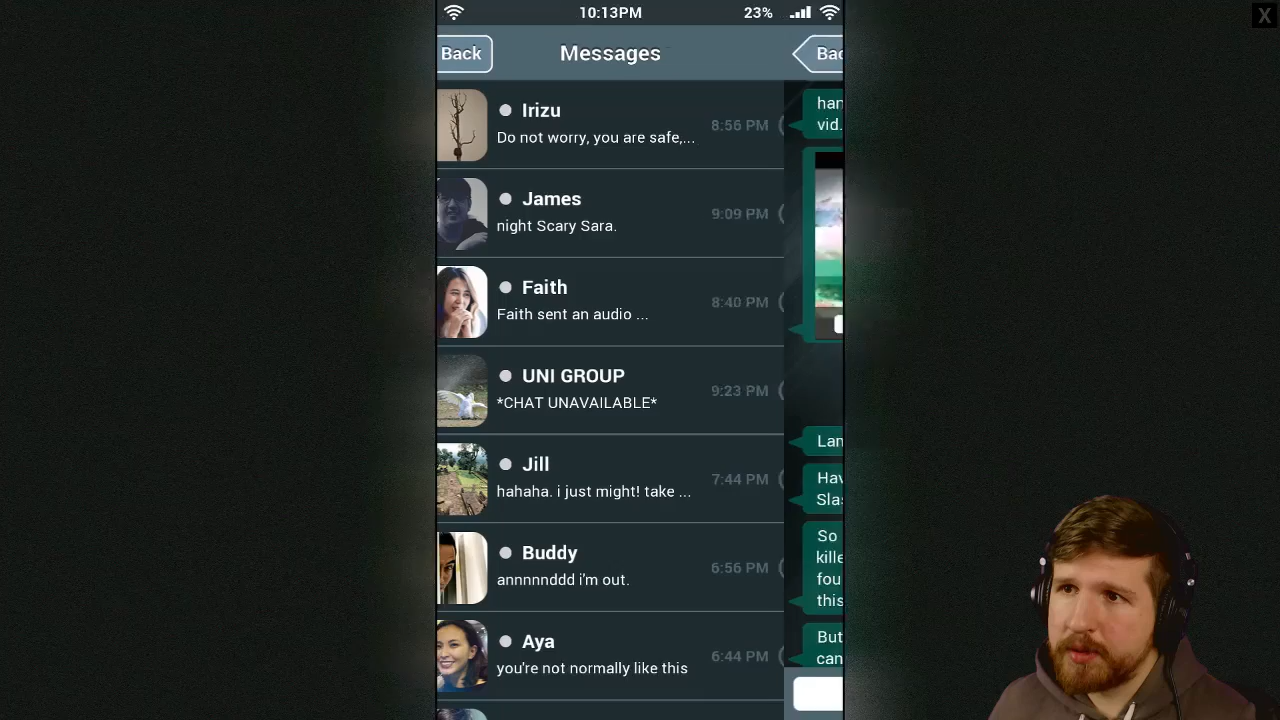 10:13PM
23%
Back
Messages
Irizu
Do not worry, you are safe,...
8:56 PM
James
night Scary Sara.
9:09 PM
Faith
Faith sent an audio ...
8:40 PM
UNI GROUP
*CHAT UNAVAILABLE*
9:23 PM
Jill
hahaha. i just might! take ...
7:44 PM
Buddy
annnnnddd i'm out.
6:56 PM
Aya
you're not normally like this
6:44 PM
vid.
So
But
X